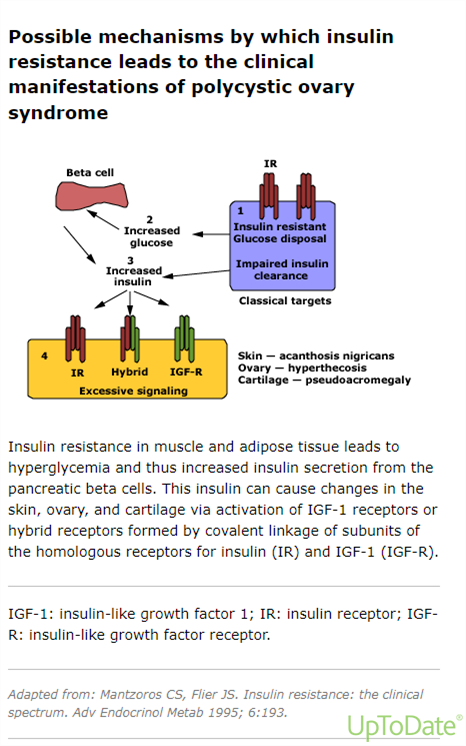 Possible mechanisms by which insulin
resistance leads to the clinical
manifestations of polycystic ovary
syndrome
IR
Beta cell
1
Insulin resistant
Glucose disposal
2
Increased
glucose
Impaired insulin
clearance
3
Increased
insulin
Classical targets
4
IR
Hybrid
IGF-R
Excessive signaling
Skin — acanthosis nigricans
Ovary — hyperthecosis
Cartilage — pseudoacromegaly
Insulin resistance in muscle and adipose tissue leads to
hyperglycemia and thus increased insulin secretion from the
pancreatic beta cells. This insulin can cause changes in the
skin, ovary, and cartilage via activation of IGF-1 receptors or
hybrid receptors formed by covalent linkage of subunits of
the homologous receptors for insulin (IR) and IGF-1 (IGF-R).
IGF-1: insulin-like growth factor 1; IR: insulin receptor; IGF-
R: insulin-like growth factor receptor.
Adapted from: Mantzoros CS, Flier JS. Insulin resistance: the clinical
spectrum. Adv Endocrinol Metab 1995; 6:193.
UpToDate®